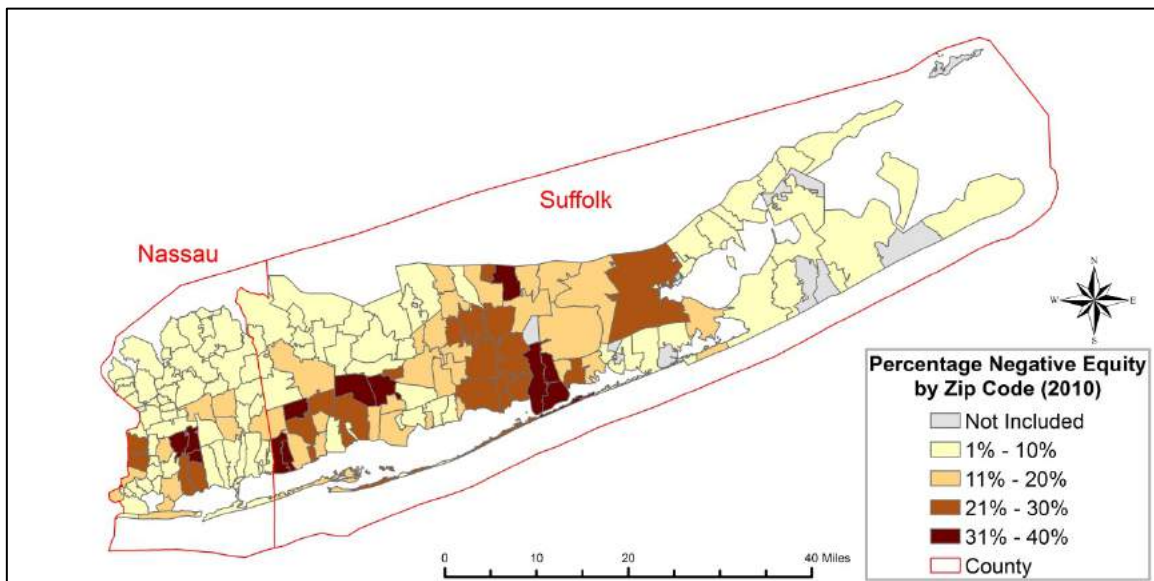 Suffolk
Nassau
N
W E
S
Percentage Negative Equity
by Zip Code (2010)
Not Included
1% - 10%
11% - 20%
21% - 30%
31% - 40%
County
0 10 20 40 Miles